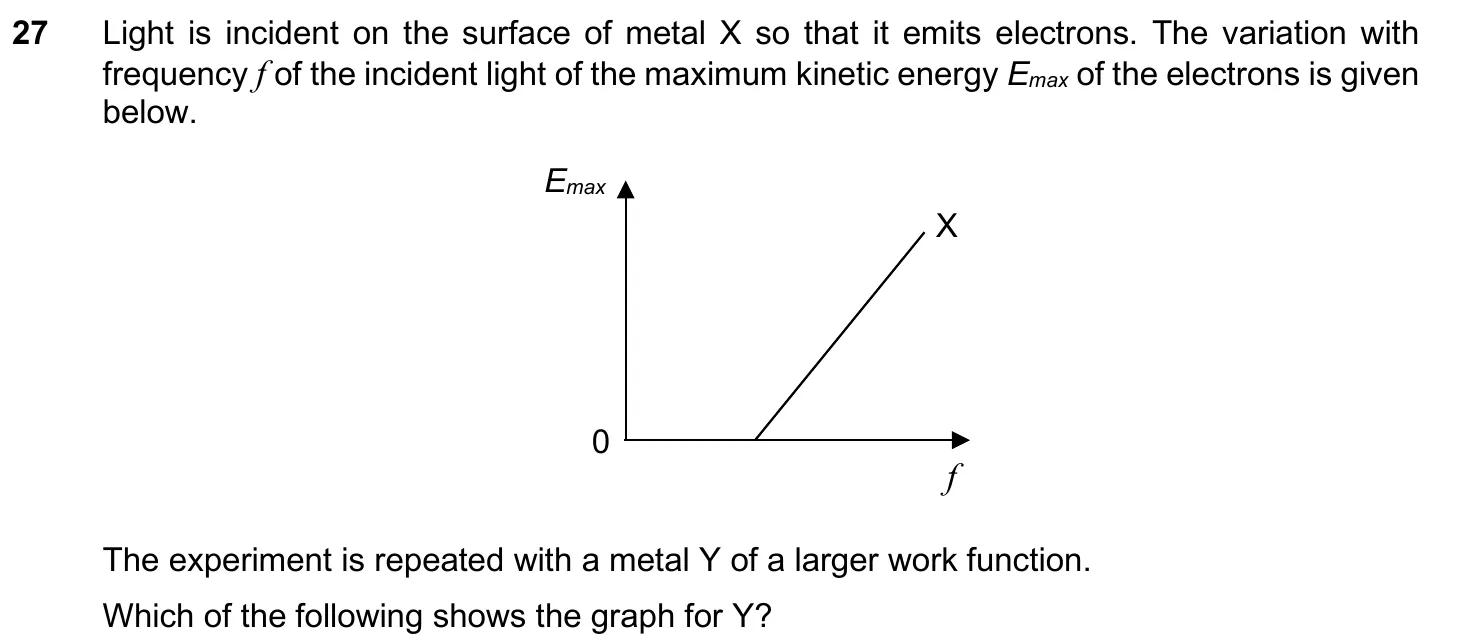 27 Light is incident on the surface of metal X so that it emits electrons. The variation with
frequency f of the incident light of the maximum kinetic energy Emax of the electrons is given
below.
Emax
X
0
f
The experiment is repeated with a metal Y of a larger work function.
Which of the following shows the graph for Y?